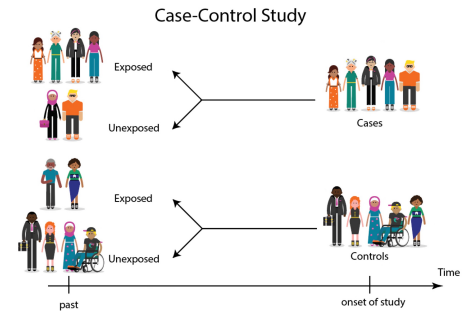 Case-Control Study
Exposed
Unexposed
Cases
Exposed
Unexposed
Controls
Time
past
onset of study